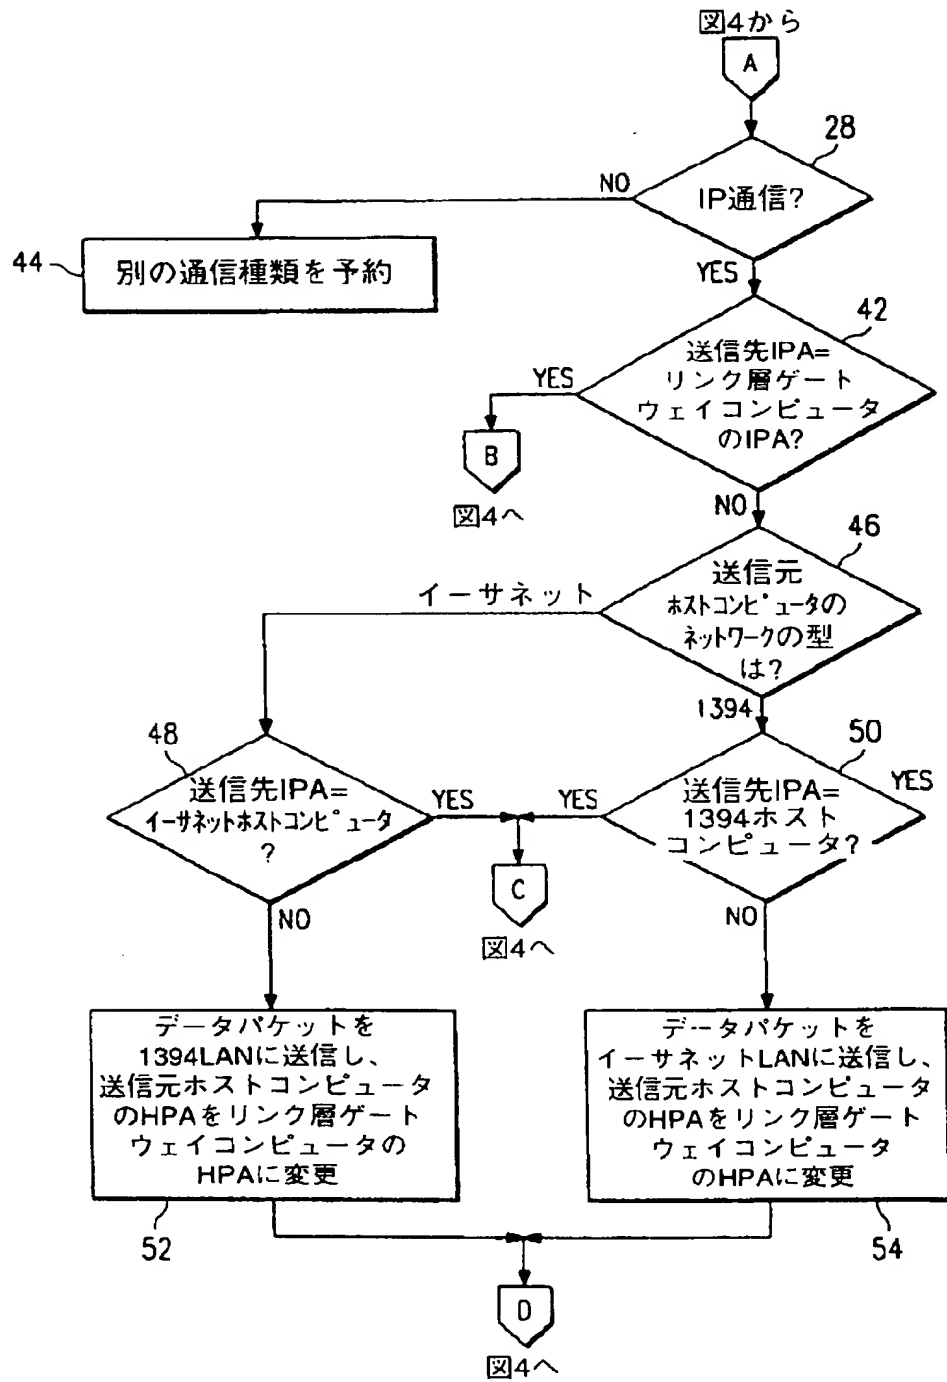 図4から
A
28
IP通信?
NO
44
別の通信種類を予約
YES
42
送信先IPA=
リンク層ゲート
ウェイコンピュータ
のIPA?
YES
B
図4へ
NO
46
送信元
ホストコンピュータの
ネットワークの型
は?
イーサネット
1394
48
送信先IPA=
イーサネットホストコンピュータ
?
YES
50
送信先IPA=
1394ホスト
コンピュータ?
YES
YES
C
図4へ
NO
NO
データパケットを
1394LANに送信し、
送信元ホストコンピュータ
のHPAをリンク層ゲート
ウェイコンピュータの
HPAに変更
52
データパケットを
イーサネットLANに送信し、
送信元ホストコンピュータ
のHPAをリンク層ゲート
ウェイコンピュータ
のHPAに変更
54
D
図4へ